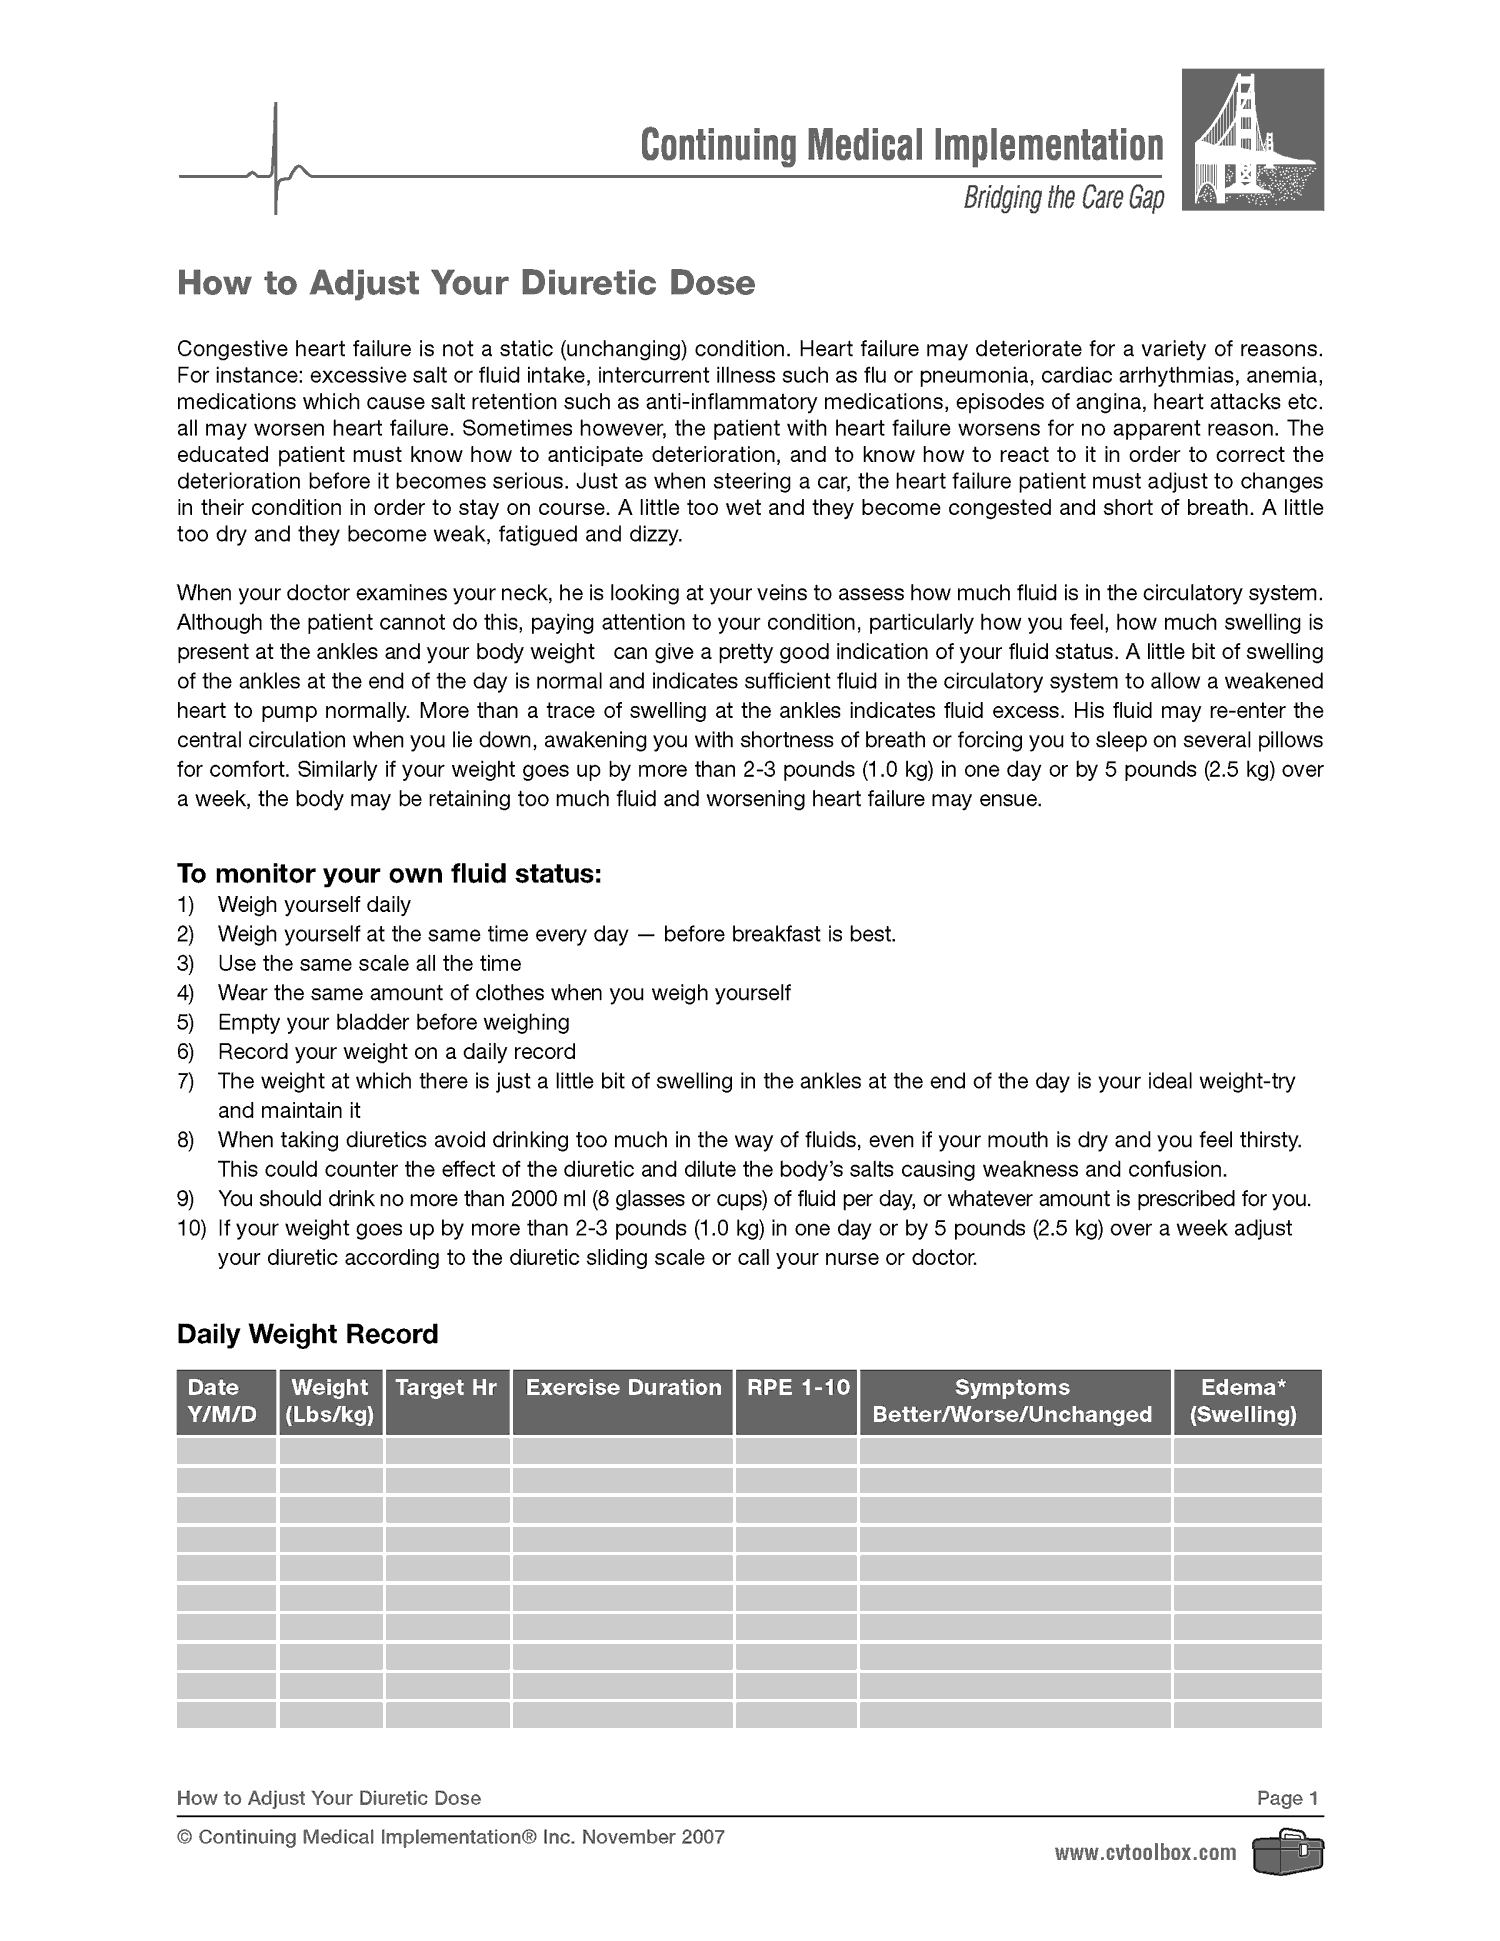 Continuing Medical Implementation
Bridging the Care Gap
How to Adjust Your Diuretic Dose
Congestive heart failure is not a static (unchanging) condition. Heart failure may deteriorate for a variety of reasons.
For instance: excessive salt or fluid intake, intercurrent illness such as flu or pneumonia, cardiac arrhythmias, anemia,
medications which cause salt retention such as anti-inflammatory medications, episodes of angina, heart attacks etc.
all may worsen heart failure. Sometimes however, the patient with heart failure worsens for no apparent reason. The
educated patient must know how to anticipate deterioration, and to know how to react to it in order to correct the
deterioration before it becomes serious. Just as when steering a car, the heart failure patient must adjust to changes
in their condition in order to stay on course. A little too wet and they become congested and short of breath. A little
too dry and they become weak, fatigued and dizzy.
When your doctor examines your neck, he is looking at your veins to assess how much fluid is in the circulatory system.
Although the patient cannot do this, paying attention to your condition, particularly how you feel, how much swelling is
present at the ankles and your body weight can give a pretty good indication of your fluid status. A little bit of swelling
of the ankles at the end of the day is normal and indicates sufficient fluid in the circulatory system to allow a weakened
heart to pump normally. More than a trace of swelling at the ankles indicates fluid excess. His fluid may re-enter the
central circulation when you lie down, awakening you with shortness of breath or forcing you to sleep on several pillows
for comfort. Similarly if your weight goes up by more than 2-3 pounds (1.0 kg) in one day or by 5 pounds (2.5 kg) over
a week, the body may be retaining too much fluid and worsening heart failure may ensue.
To monitor your own fluid status:
1) Weigh yourself daily
2) Weigh yourself at the same time every day — before breakfast is best.
3) Use the same scale all the time
4) Wear the same amount of clothes when you weigh yourself
5) Empty your bladder before weighing
6) Record your weight on a daily record
7) The weight at which there is just a little bit of swelling in the ankles at the end of the day is your ideal weight-try
and maintain it
8) When taking diuretics avoid drinking too much in the way of fluids, even if your mouth is dry and you feel thirsty.
This could counter the effect of the diuretic and dilute the body's salts causing weakness and confusion.
9) You should drink no more than 2000 ml (8 glasses or cups) of fluid per day, or whatever amount is prescribed for you.
10) If your weight goes up by more than 2-3 pounds (1.0 kg) in one day or by 5 pounds (2.5 kg) over a week adjust
your diuretic according to the diuretic sliding scale or call your nurse or doctor.
Daily Weight Record
Date Weight Target Hr Exercise Duration RPE 1-10 Symptoms Edema*
Y/M/D (Lbs/kg) Better/Worse/Unchanged (Swelling)
How to Adjust Your Diuretic Dose Page 1
© Continuing Medical Implementation® Inc. November 2007
www.cvtoolbox.com